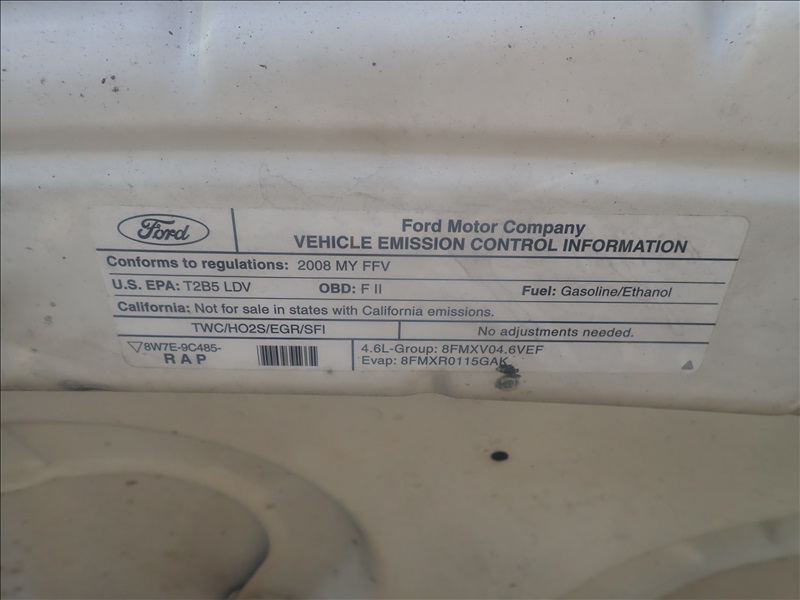 Ford
Ford Motor Company
VEHICLE EMISSION CONTROL INFORMATION
Conforms to regulations: 2008 MY FFV
U.S. EPA: T2B5 LDV OBD: F II Fuel: Gasoline/Ethanol
California: Not for sale in states with California emissions.
TWC/HO2S/EGR/SFI No adjustments needed.
8W7E-9C485-
RAP
4.6L-Group: 8FMXV04.6VEF
Evap: 8FMXR0115GAK